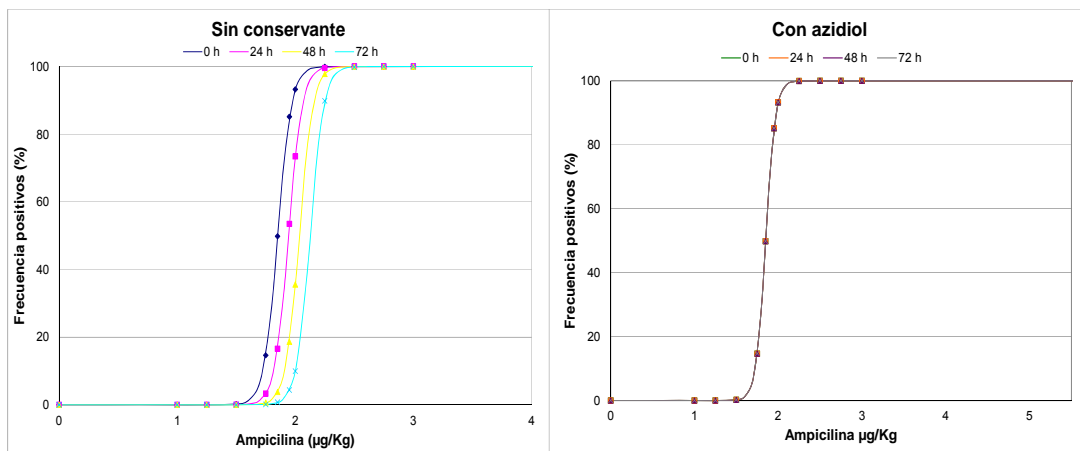 Sin conservante
0 h 24 h 48 h 72 h
Frecuencia positivos (%)
100
80
60
40
20
0
0 1 2 3 4
Ampicilina (µg/Kg)
Con azidiol
0 h 24 h 48 h 72 h
Frecuencia positivos (%)
100
80
60
40
20
0
0 1 2 3 4 5
Ampicilina µg/Kg